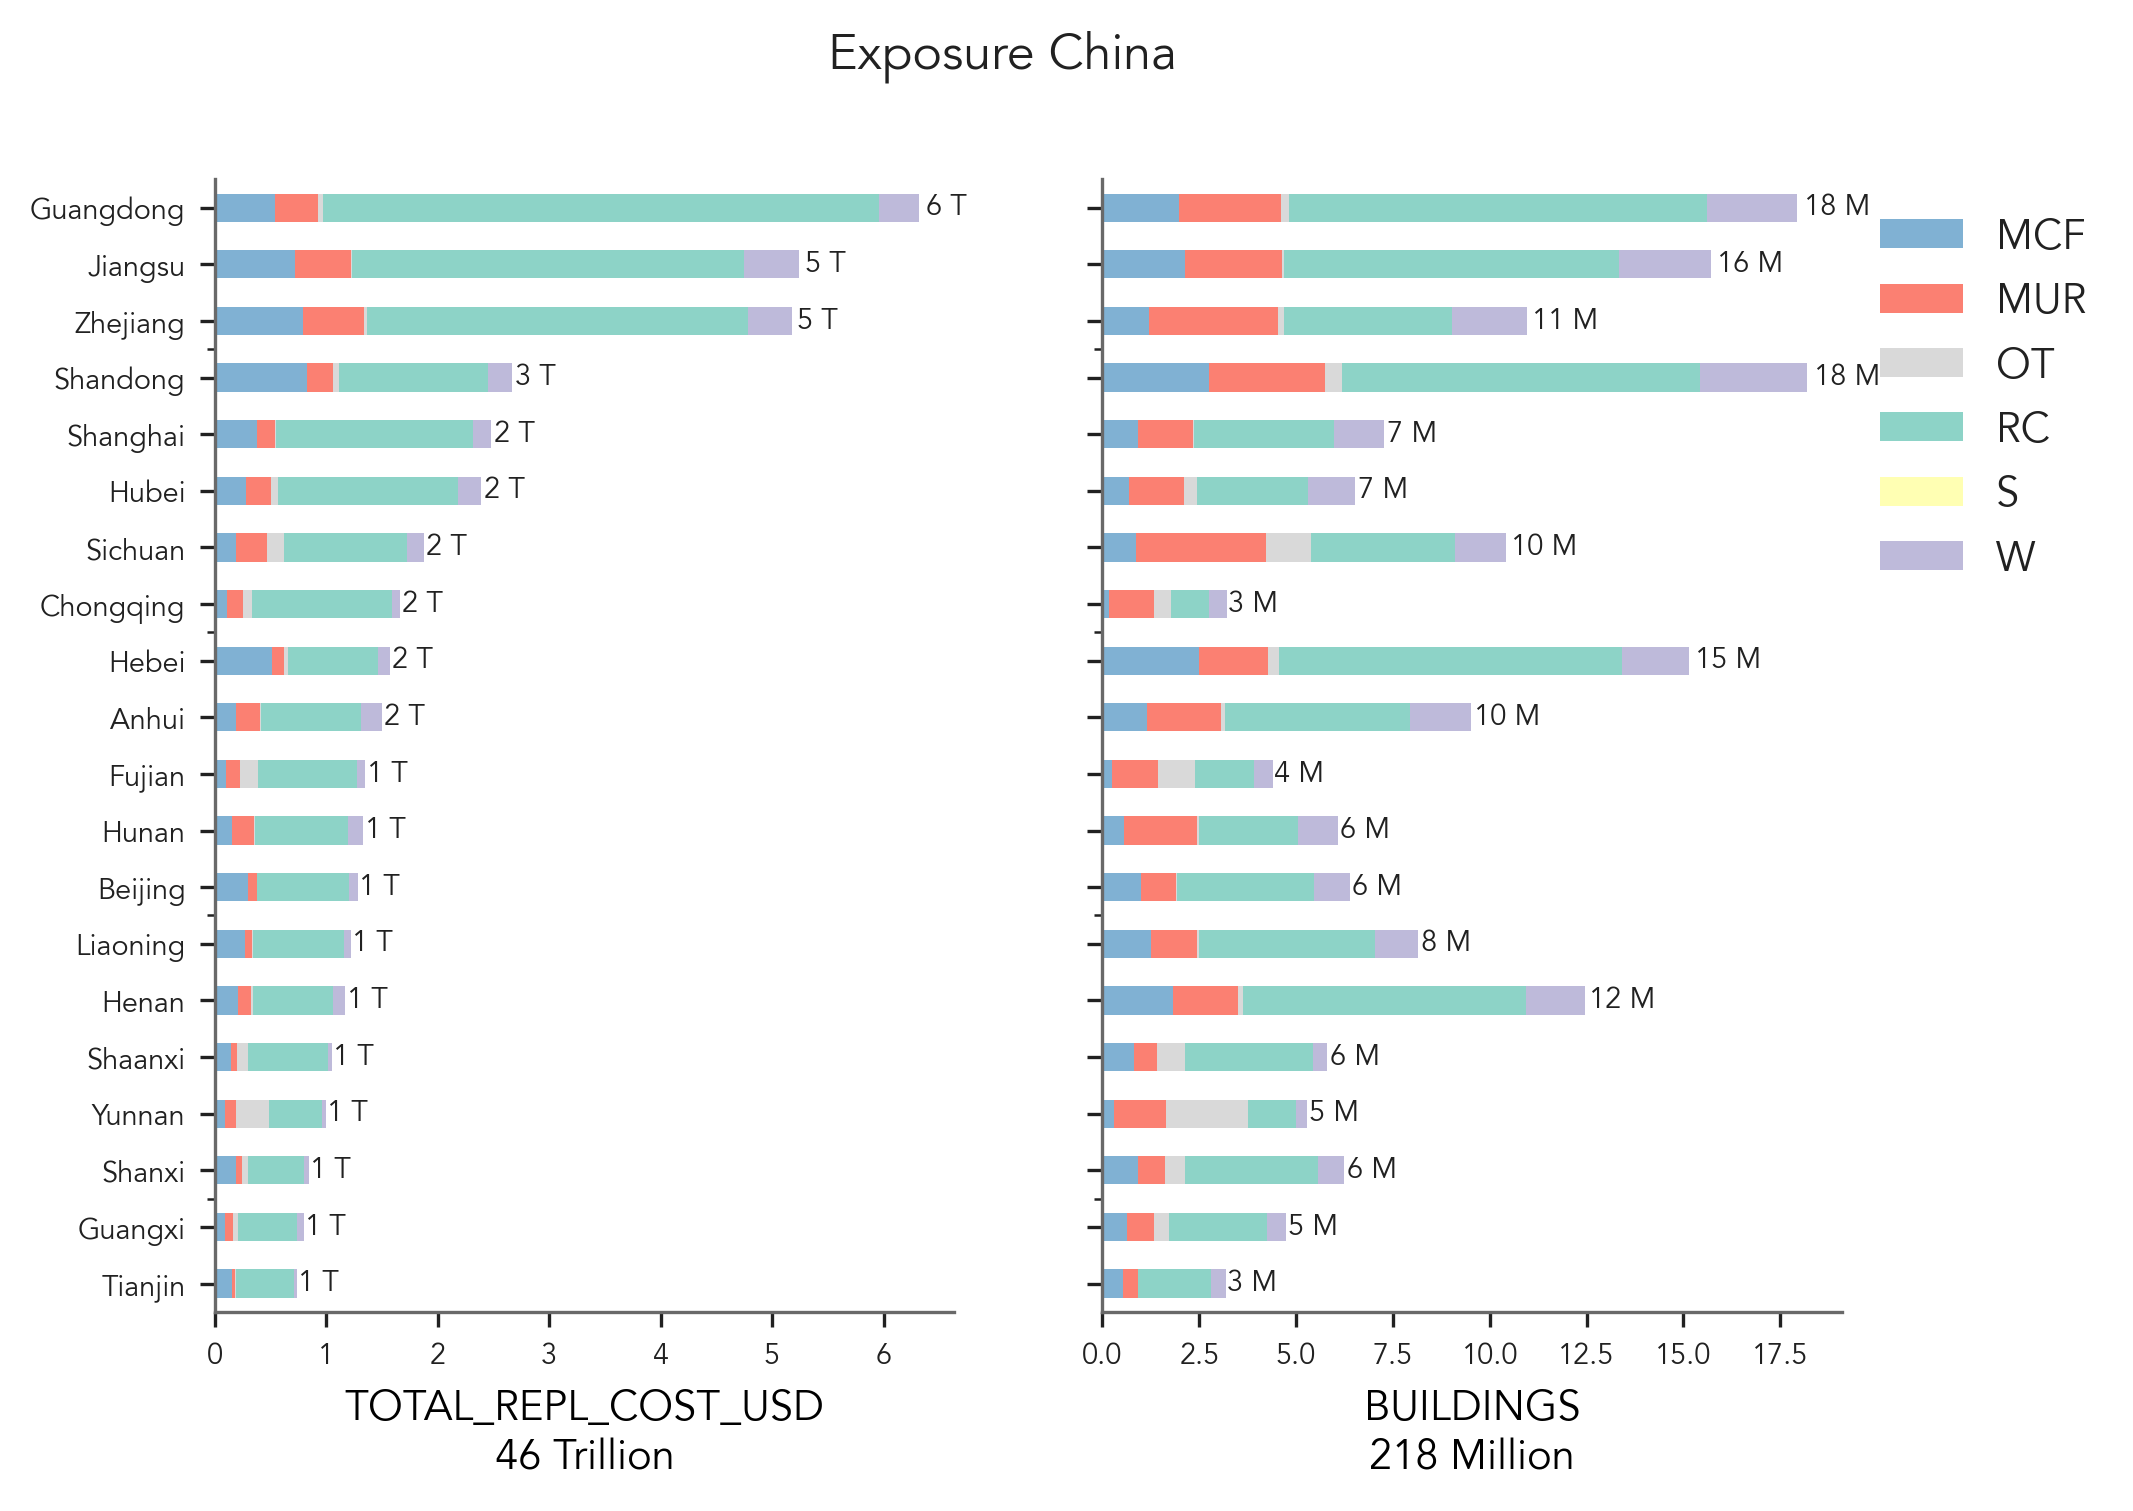 Exposure China
Guangdong 6 T 18 M
Jiangsu 5 T 16 M
Zhejiang 5 T 11 M
Shandong 3 T 18 M
Shanghai 2 T 7 M
Hubei 2 T 7 M
Sichuan 2 T 10 M
Chongqing 2 T 3 M
Hebei 2 T 15 M
Anhui 2 T 10 M
Fujian 1 T 4 M
Hunan 1 T 6 M
Beijing 1 T 6 M
Liaoning 1 T 8 M
Henan 1 T 12 M
Shaanxi 1 T 6 M
Yunnan 1 T 5 M
Shanxi 1 T 6 M
Guangxi 1 T 5 M
Tianjin 1 T 3 M
0 1 2 3 4 5 6
TOTAL_REPL_COST_USD
46 Trillion
0.0 2.5 5.0 7.5 10.0 12.5 15.0 17.5
BUILDINGS
218 Million
MCF
MUR
OT
RC
S
W